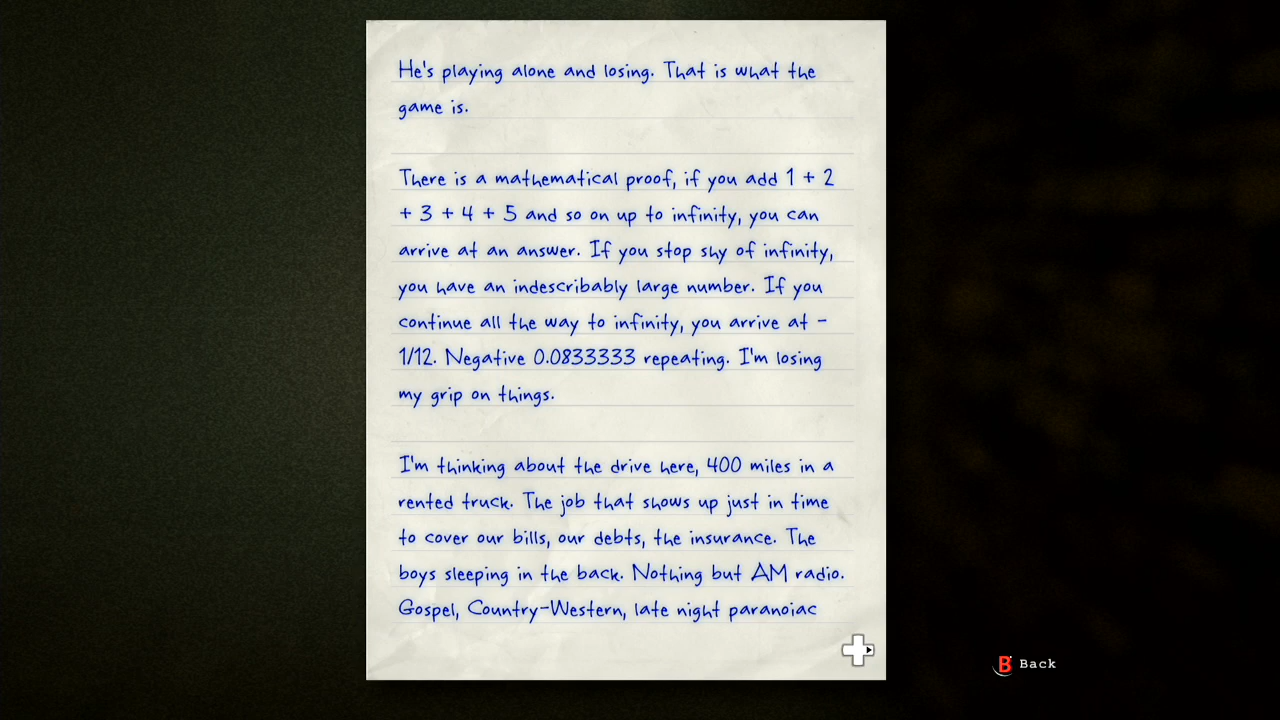 He's playing alone and losing. That is what the
game is.
There is a mathematical proof, if you add 1 + 2
+ 3 + 4 + 5 and so on up to infinity, you can
arrive at an answer. If you stop shy of infinity,
you have an indescribably large number. If you
continue all the way to infinity, you arrive at -
1/12. Negative 0.0833333 repeating. I'm losing
my grip on things.
I'm thinking about the drive here, 400 miles in a
rented truck. The job that shows up just in time
to cover our bills, our debts, the insurance. The
boys sleeping in the back. Nothing but AM radio.
Gospel, Country-Western, late night paranoiac
B Back